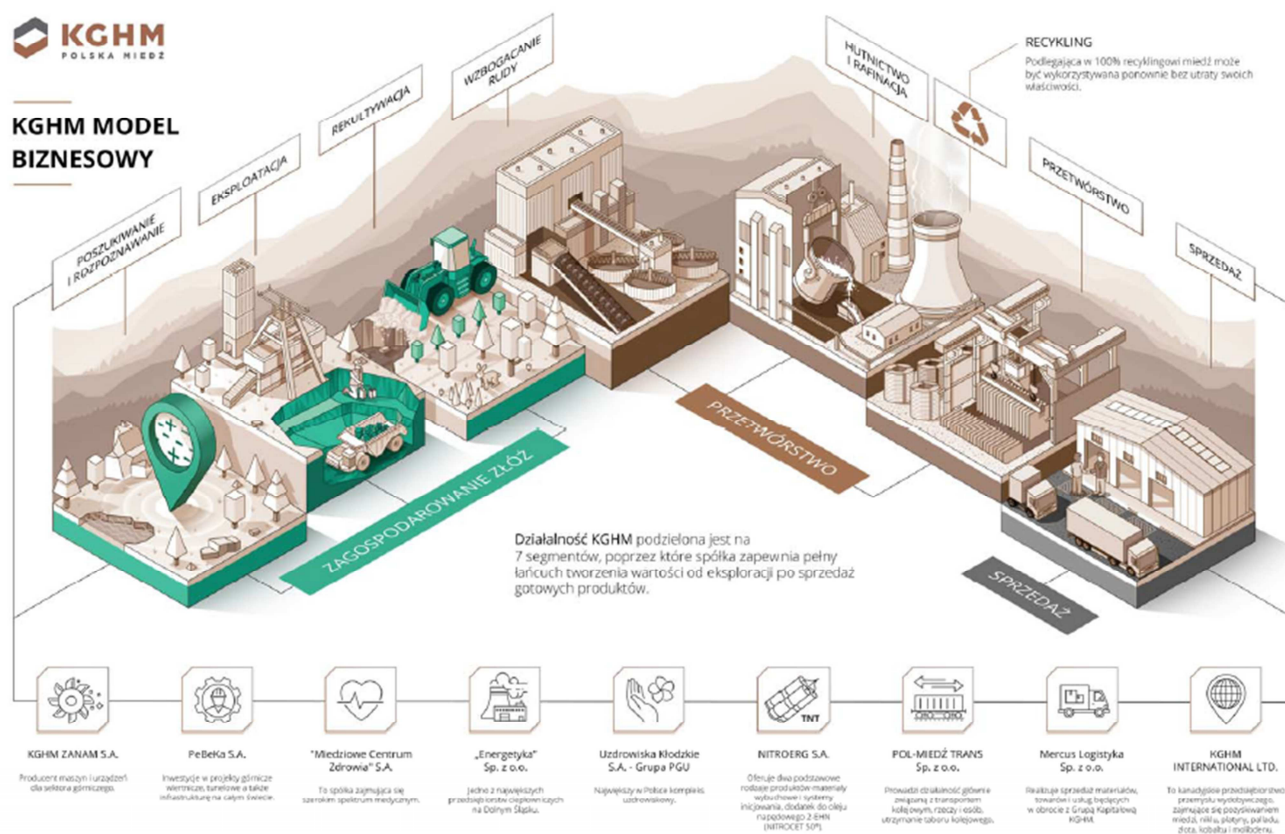 KGHM
POLSKA MIEDŹ
KGHM MODEL
BIZNESOWY
POSZUKIWANIE
I ROZPOZNAWANIE
EKSPLOATACJA
REKULTYWACJA
WZBOGACANIE
RUDY
HUTNICTWO
I RAFINACJA
RECYKLING
Podlegająca w 100% recyklingowi miedź może
być wykorzystywana ponownie bez utraty swoich
właściwości.
PRZETWÓRSTWO
SPRZEDAŻ
ZAGOSPODAROWANIE ZŁÓŻ
PRZETWÓRSTWO
SPRZEDAŻ
Działalność KGHM podzielona jest na
7 segmentów, poprzez które spółka zapewnia pełny
łańcuch tworzenia wartości od eksploracji po sprzedaż
gotowych produktów.
KGHM ZANAM S.A.
Producent maszyn i urządzeń
dla sektora górniczego.
PeBeKa S.A.
Inwestycje w projekty górnicze
wiertnicze, tunelowe a także
infrastrukturę na całym świecie.
"Miedziowe Centrum
Zdrowia" S.A.
To spółka zajmująca się
szerokim spektrum medycznym.
„Energetyka"
Sp. z o.o.
Jedno z największych
przedsiębiorstw ciepłowniczych
na Dolnym Śląsku.
Uzdrowiska Kłodzkie
S.A. - Grupa PGU
Największy w Polsce kompleks
uzdrowiskowy.
TNT
NITROERG S.A.
Oferuje dwa podstawowe
rodzaje produktów materiały
wybuchowe i systemy
inicjowania, dodatek do oleju
napędowego 2-EHN
(NITROCET 50®).
POL-MIEDŹ TRANS
Sp. z o.o.
Prowadzi działalność głównie
związaną z transportem
kolejowym, rzeczy i osób,
utrzymanie taboru kolejowego.
Mercus Logistyka
Sp. z o.o.
Realizuje sprzedaż materiałów,
towarów i usług będących
w obrocie z Grupą Kapitałową
KGHM.
KGHM
INTERNATIONAL LTD.
To kanadyjskie przedsiębiorstwo
przemysłu wydobywczego,
zajmujące się pozyskiwaniem
miedzi, niklu, platyny, palladu,
złota, kobaltu i molibdenu.